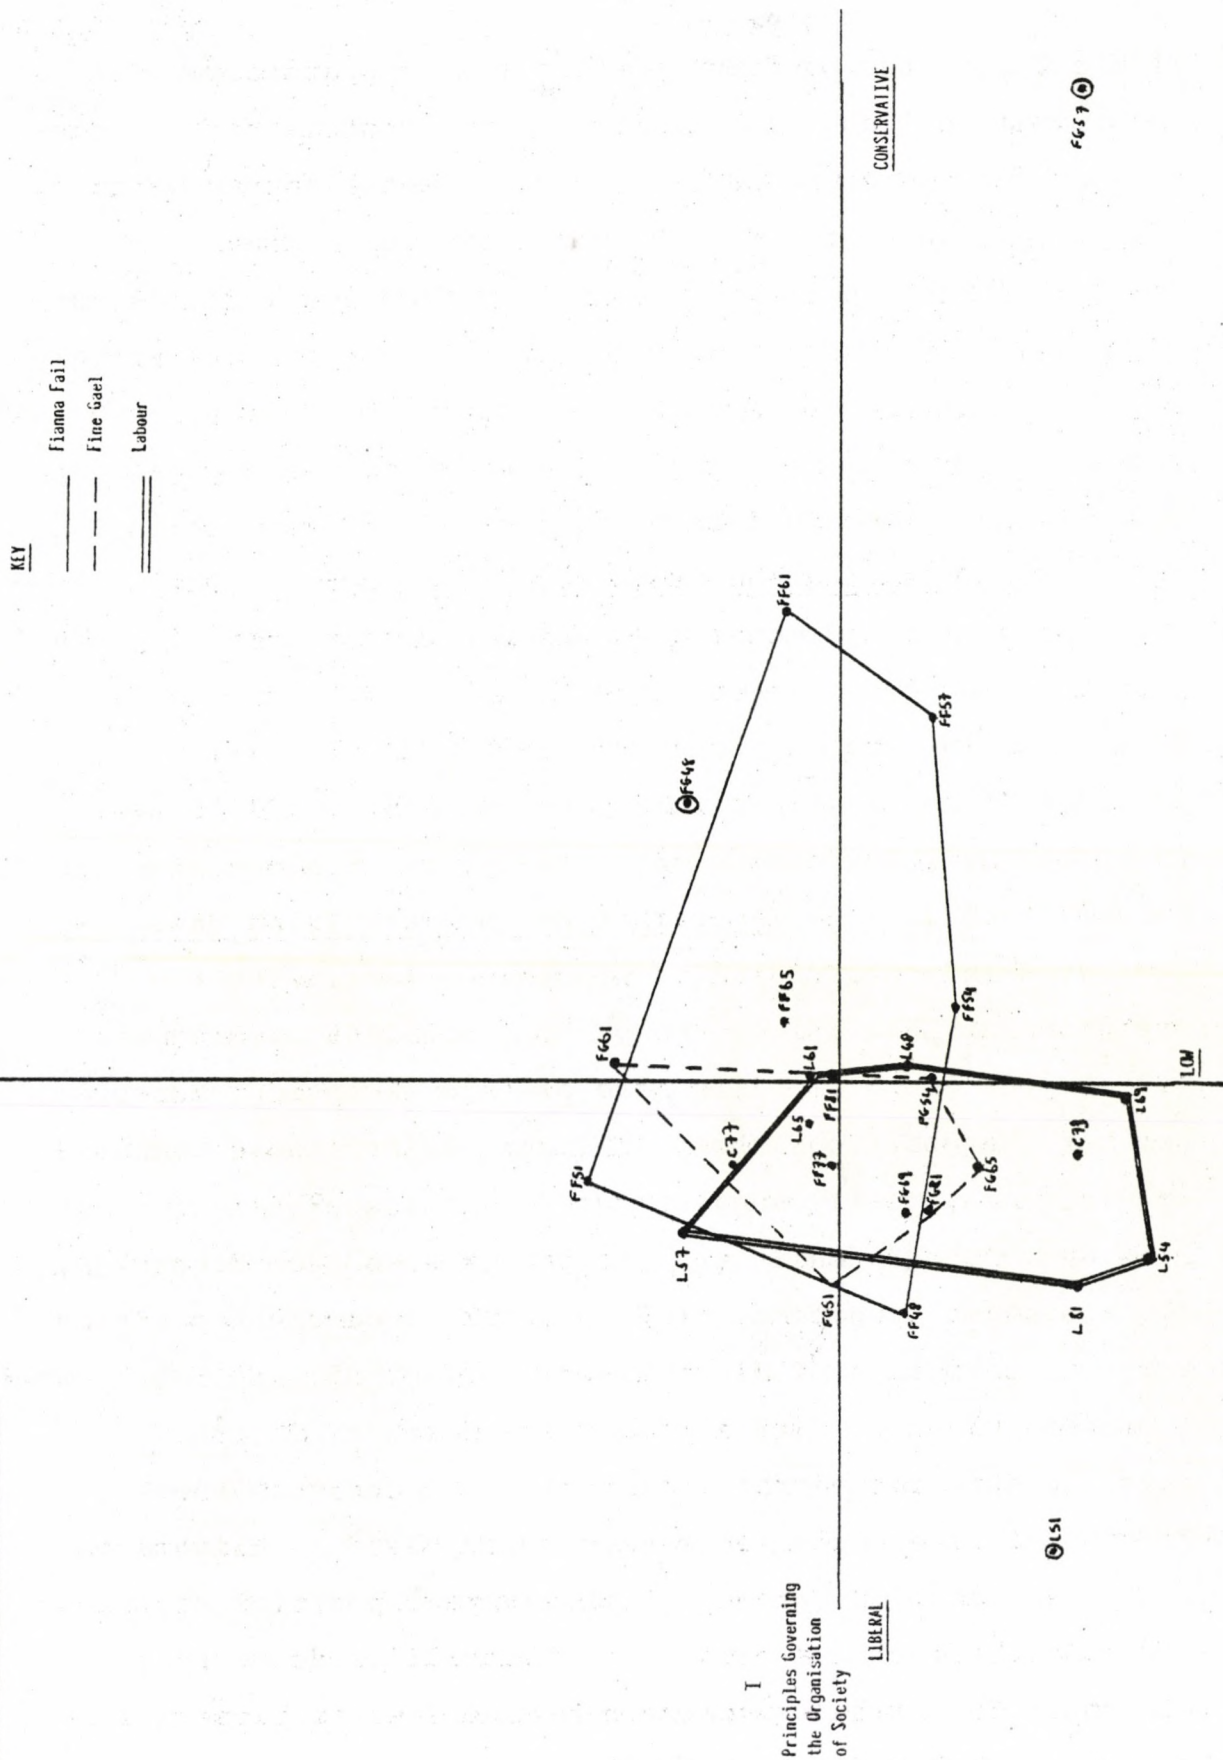 KEY
Fianna Fail
Fine Gael
Labour
CONSERVATIVE
FG57
FF61
FF57
FG48
FF65
FF54
FG61
L61
L48
FF81
FG54
L65
L69
LOW
C77
FF77
C73
FG65
FF51
FG69
FG81
L57
FG51
FF48
L54
L81
L51
I
Principles Governing
the Organisation
of Society
LIBERAL